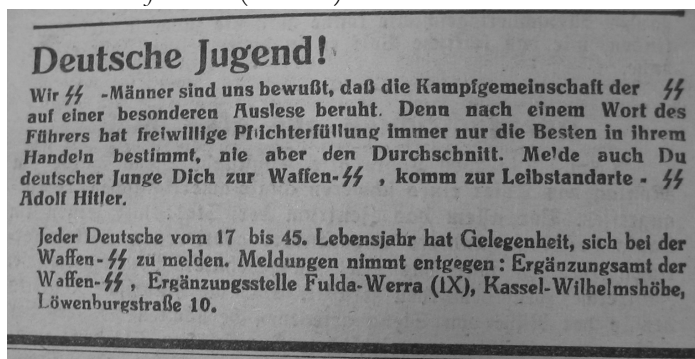 Deutsche Jugend!
Wir ᛋᛋ -Männer sind uns bewußt, daß die Kampfgemeinschaft der ᛋᛋ
auf einer besonderen Auslese beruht. Denn nach einem Wort des
Führers hat freiwillige Pflichterfüllung immer nur die Besten in ihrem
Handeln bestimmt, nie aber den Durchschnitt. Melde auch Du
deutscher Junge Dich zur Waffen-ᛋᛋ , komm zur Leibstandarte - ᛋᛋ
Adolf Hitler.
Jeder Deutsche vom 17 bis 45. Lebensjahr hat Gelegenheit, sich bei der
Waffen-ᛋᛋ zu melden. Meldungen nimmt entgegen: Ergänzungsamt der
Waffen-ᛋᛋ , Ergänzungsstelle Fulda-Werra (IX), Kassel-Wilhelmshöhe,
Löwenburgstraße 10.